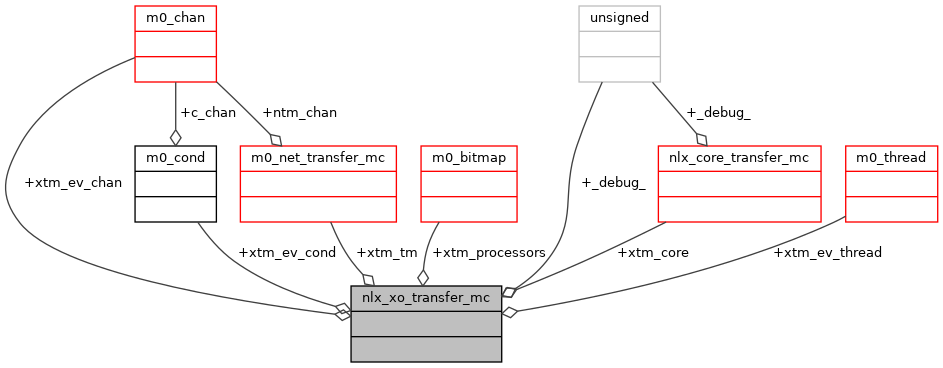 m0_chan
unsigned
+c_chan
+ntm_chan
+_debug_
m0_cond
m0_net_transfer_mc
m0_bitmap
nlx_core_transfer_mc
m0_thread
+xtm_ev_chan
+_debug_
+xtm_ev_cond
+xtm_tm
+xtm_processors
+xtm_core
+xtm_ev_thread
nlx_xo_transfer_mc